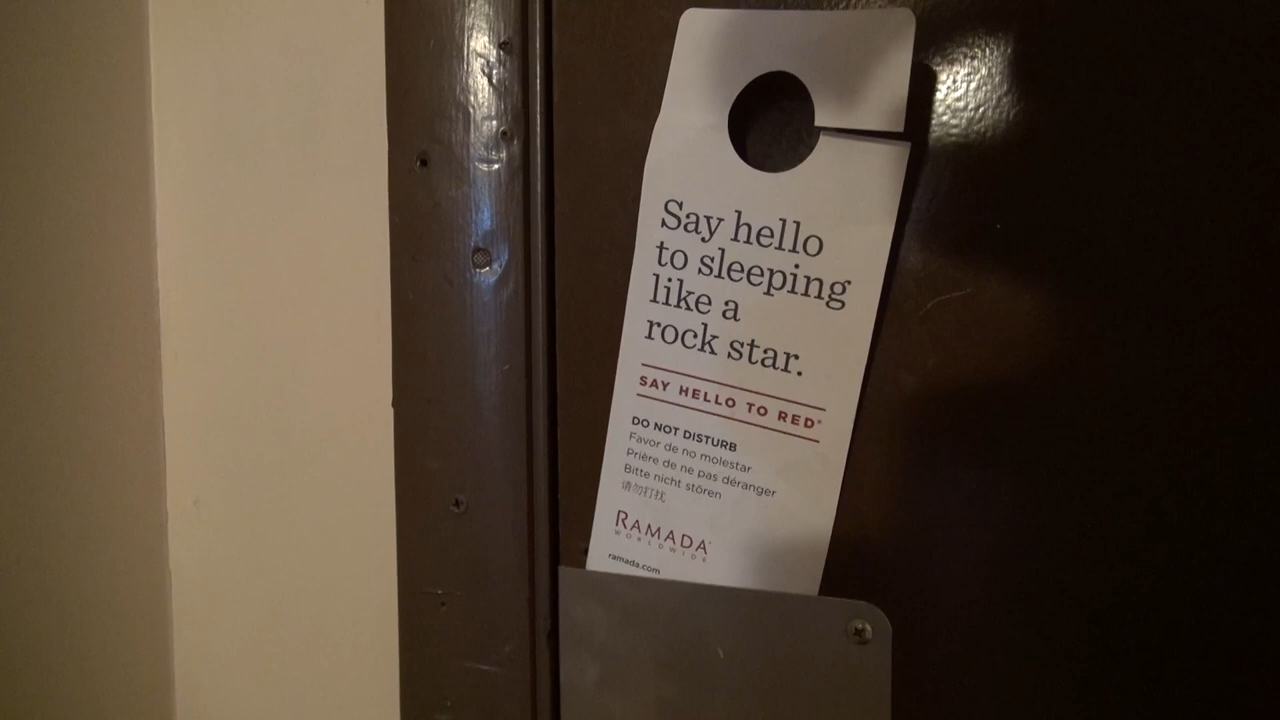 Say hello
to sleeping
like a
rock star.
SAY HELLO TO RED®
DO NOT DISTURB
Favor de no molestar
Prière de ne pas déranger
Bitte nicht stören
请勿打扰
RAMADA®
WORLDWIDE
ramada.com